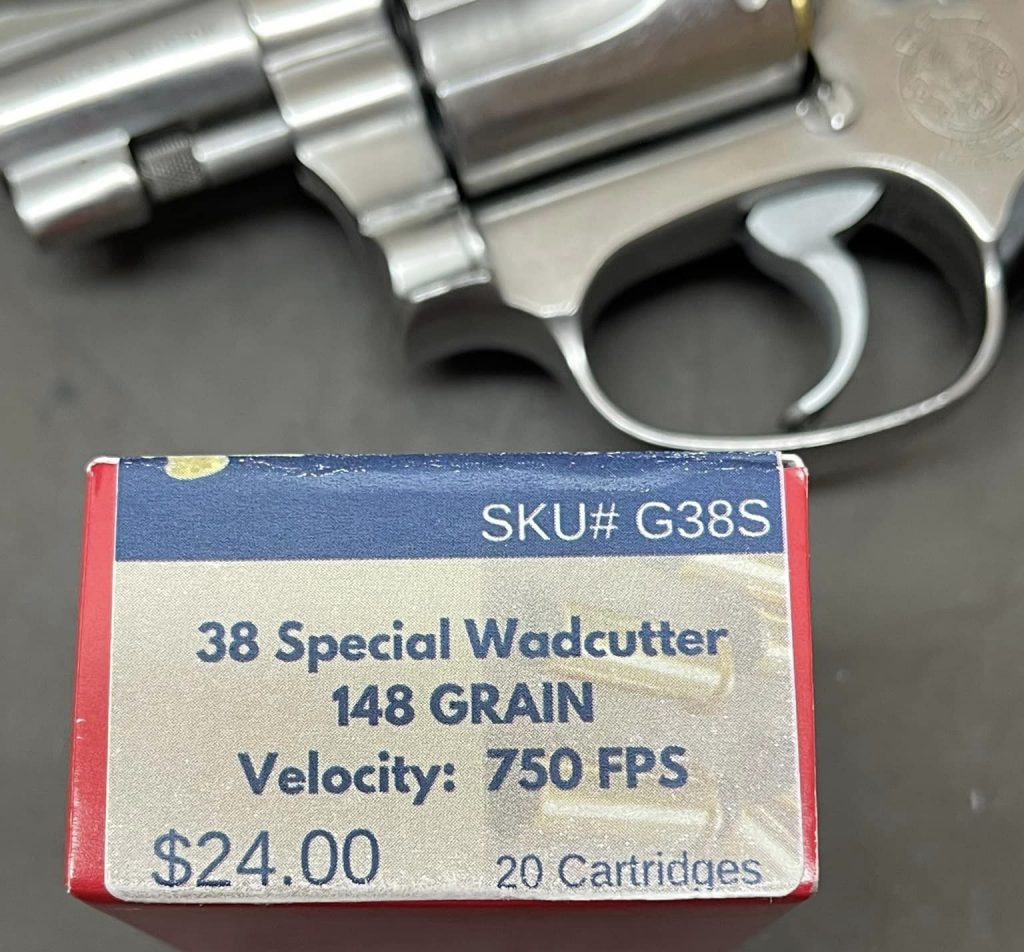 SKU# G38S
38 Special Wadcutter
148 GRAIN
Velocity: 750 FPS
$24.00
20 Cartridges